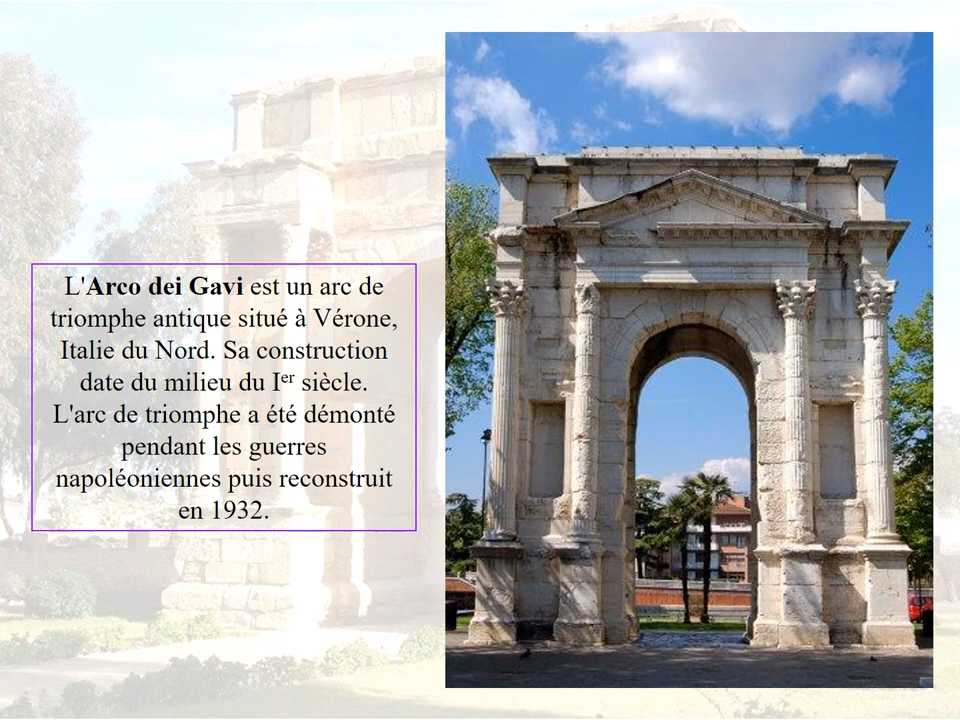 L'Arco dei Gavi est un arc de
triomphe antique situé à Vérone,
Italie du Nord. Sa construction
date du milieu du Iᵉʳ siècle.
L'arc de triomphe a été démonté
pendant les guerres
napoléoniennes puis reconstruit
en 1932.